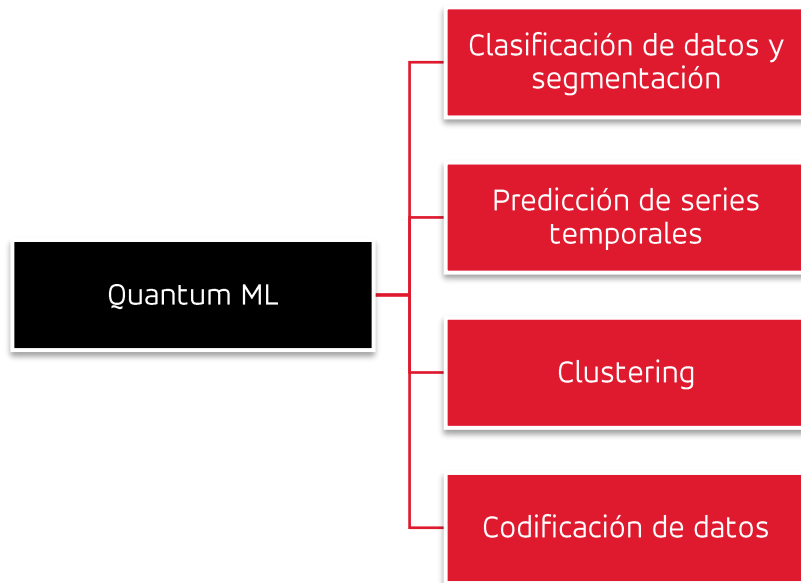 Clasificación de datos y
segmentación
Predicción de series
temporales
Quantum ML
Clustering
Codificación de datos